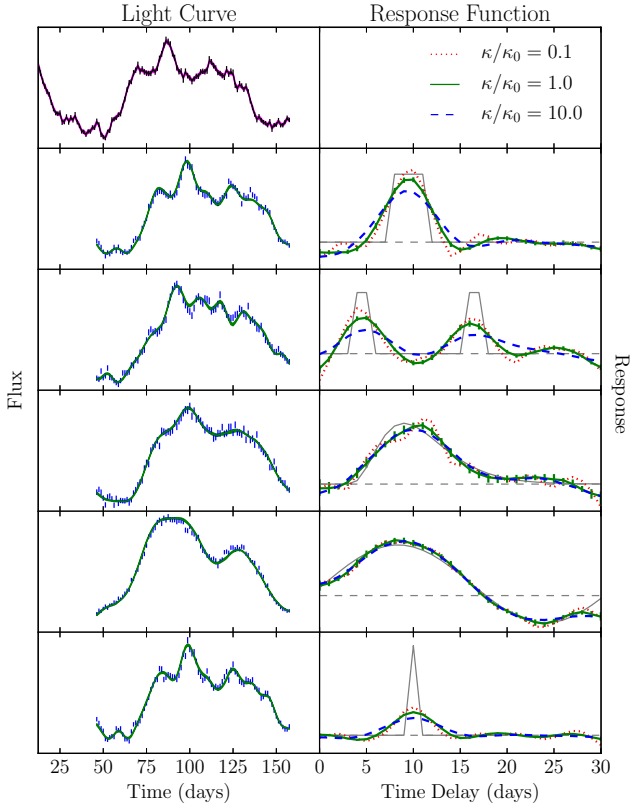 Light Curve
Response Function
κ/κ₀ = 0.1
κ/κ₀ = 1.0
κ/κ₀ = 10.0
Flux
Response
25 50 75 100 125 150
0 5 10 15 20 25 30
Time (days)
Time Delay (days)